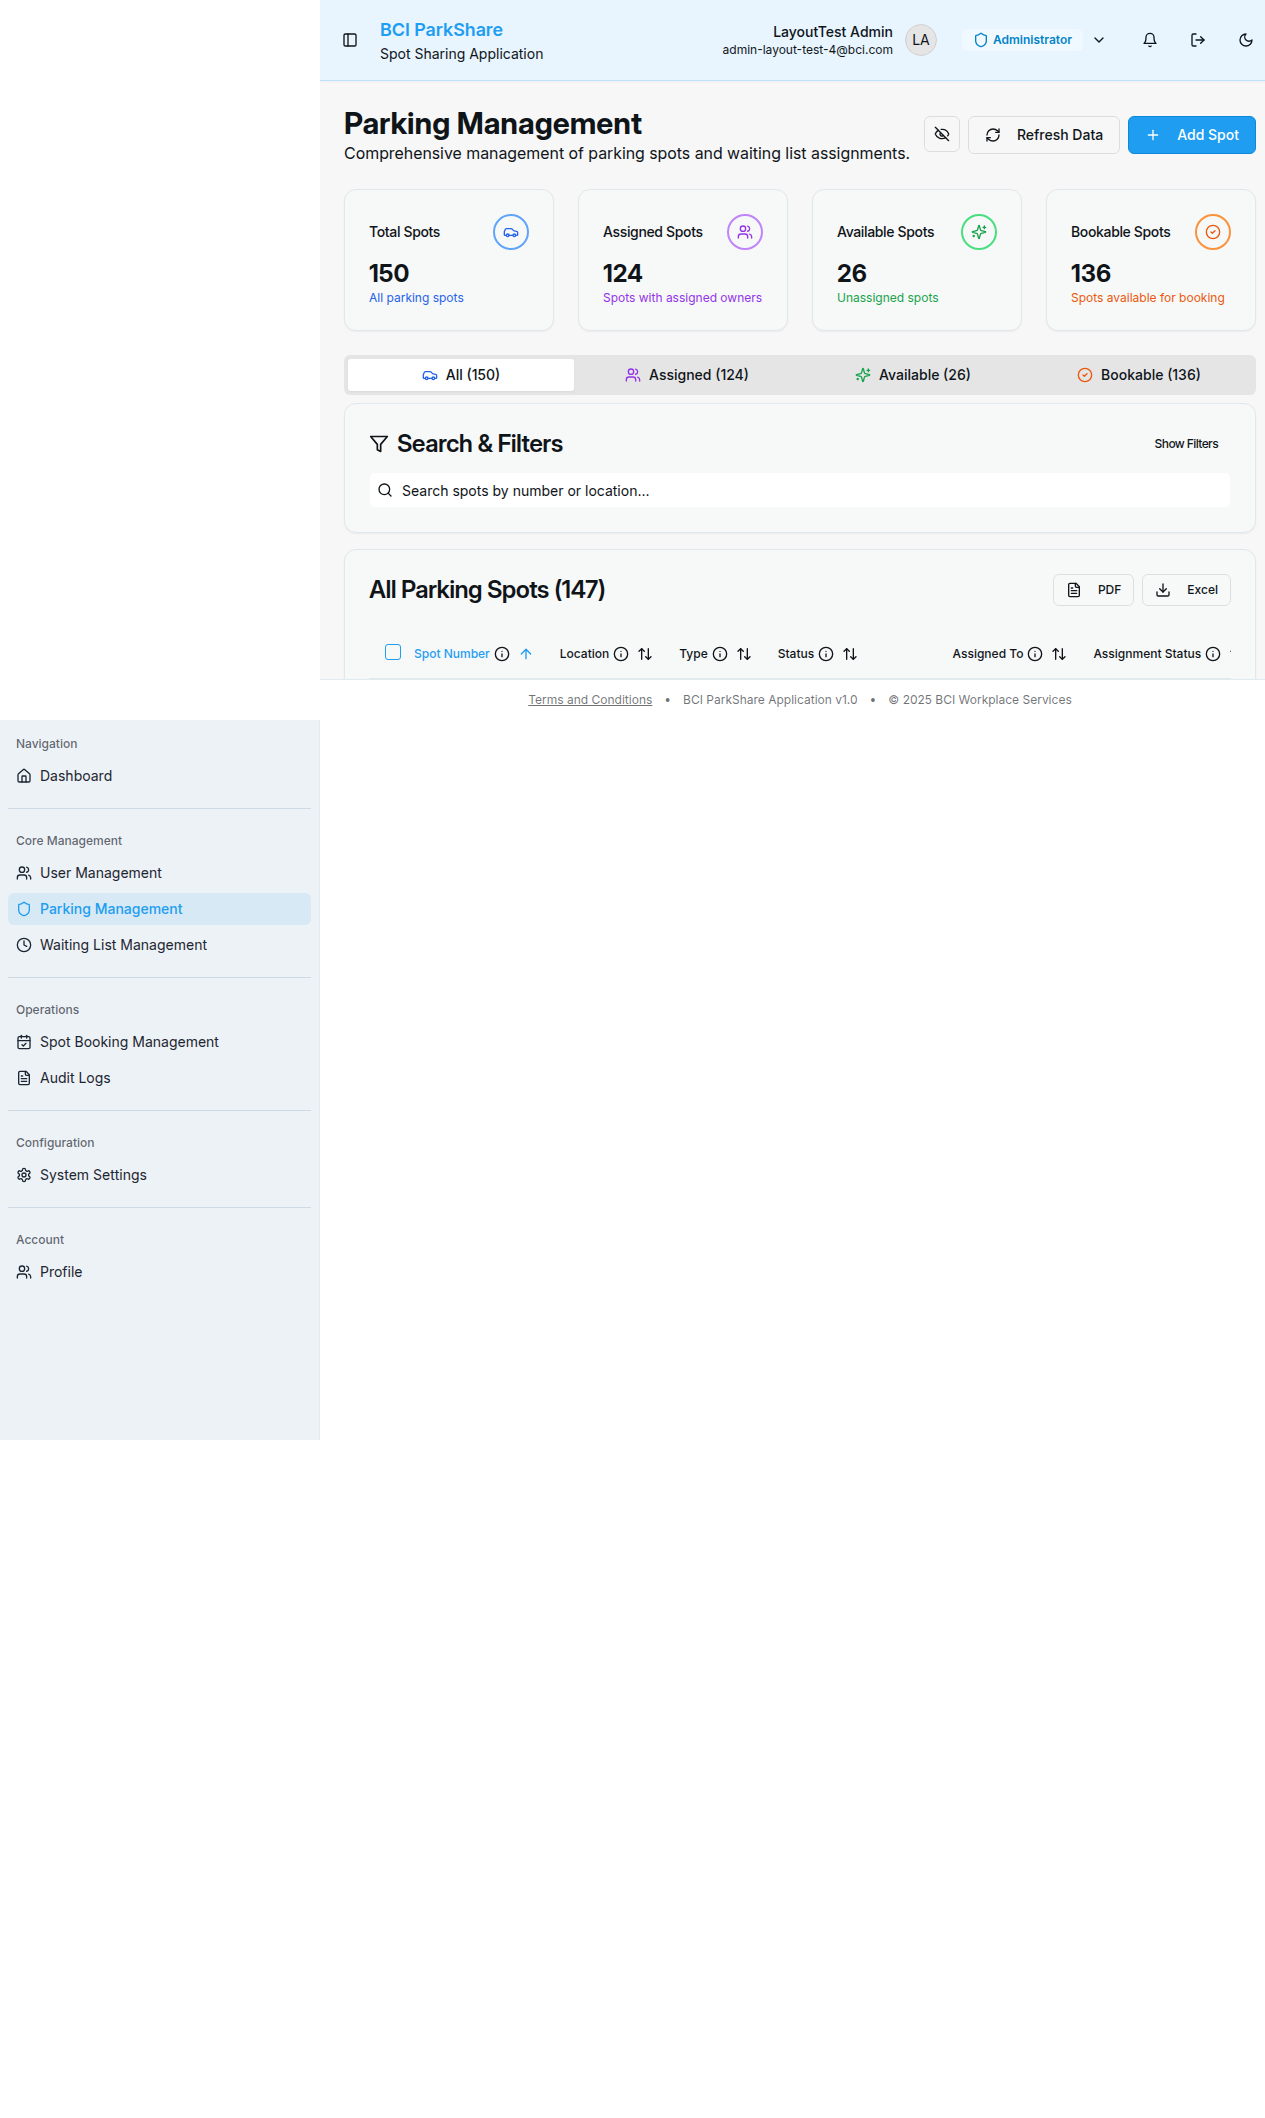 BCI ParkShare
Spot Sharing Application
LayoutTest Admin
admin-layout-test-4@bci.com
LA
Administrator
Parking Management
Comprehensive management of parking spots and waiting list assignments.
Refresh Data
Add Spot
Total Spots
150
All parking spots
Assigned Spots
124
Spots with assigned owners
Available Spots
26
Unassigned spots
Bookable Spots
136
Spots available for booking
All (150)
Assigned (124)
Available (26)
Bookable (136)
Search & Filters
Show Filters
Search spots by number or location...
All Parking Spots (147)
PDF
Excel
Spot Number
Location
Type
Status
Assigned To
Assignment Status
Terms and Conditions • BCI ParkShare Application v1.0 • © 2025 BCI Workplace Services
Navigation
Dashboard
Core Management
User Management
Parking Management
Waiting List Management
Operations
Spot Booking Management
Audit Logs
Configuration
System Settings
Account
Profile